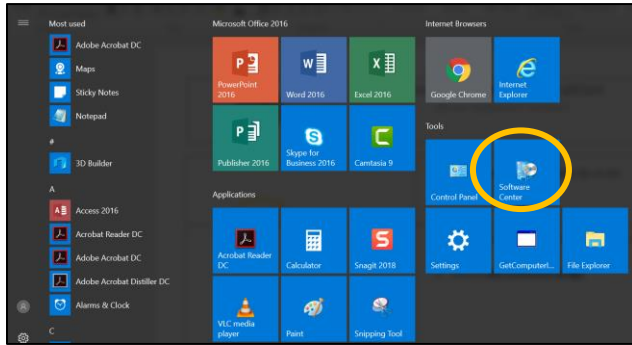 Most used
Adobe Acrobat DC
Maps
Sticky Notes
Notepad
#
3D Builder
A
Access 2016
Acrobat Reader DC
Adobe Acrobat DC
Adobe Acrobat Distiller DC
Alarms & Clock
C
Microsoft Office 2016
PowerPoint
2016
Word 2016
Excel 2016
Publisher 2016
Skype for
Business 2016
Camtasia 9
Applications
Acrobat Reader
DC
Calculator
Snagit 2018
VLC media
player
Paint
Snipping Tool
Internet Browsers
Google Chrome
Internet
Explorer
Tools
Control Panel
Software
Center
Settings
GetComputerI...
File Explorer